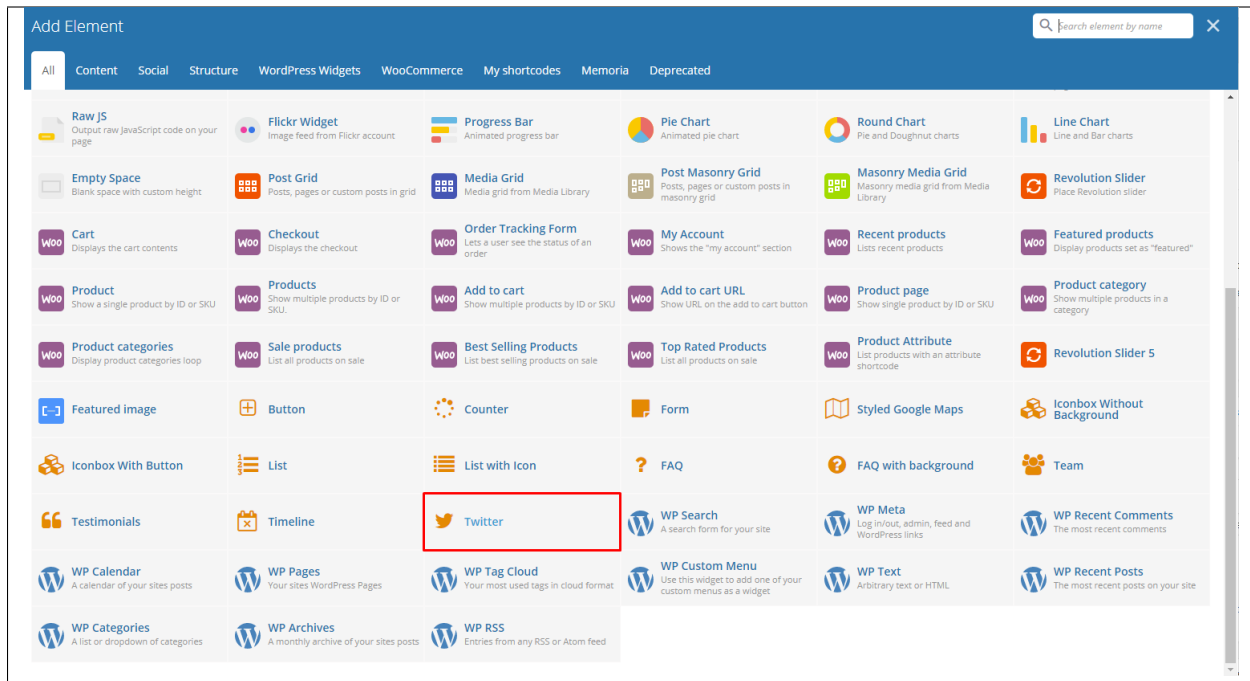 Add Element
Search element by name
All Content Social Structure WordPress Widgets WooCommerce My shortcodes Memoria Deprecated
Raw JS
Output raw JavaScript code on your
page
Flickr Widget
Image feed from Flickr account
Progress Bar
Animated progress bar
Pie Chart
Animated pie chart
Round Chart
Pie and Doughnut charts
Line Chart
Line and Bar charts
Empty Space
Blank space with custom height
Post Grid
Posts, pages or custom posts in grid
Media Grid
Media grid from Media Library
Post Masonry Grid
Posts, pages or custom posts in
masonry grid
Masonry Media Grid
Masonry media grid from Media
Library
Revolution Slider
Place Revolution slider
Woo
Cart
Displays the cart contents
Woo
Checkout
Displays the checkout
Woo
Order Tracking Form
Lets a user see the status of an
order
Woo
My Account
Shows the "my account" section
Woo
Recent products
Lists recent products
Woo
Featured products
Display products set as "featured"
Woo
Product
Show a single product by ID or SKU
Woo
Products
Show multiple products by ID or
SKU.
Woo
Add to cart
Show multiple products by ID or SKU
Woo
Add to cart URL
Show URL on the add to cart button
Woo
Product page
Show single product by ID or SKU
Woo
Product category
Show multiple products in a
category
Woo
Product categories
Display product categories loop
Woo
Sale products
List all products on sale
Woo
Best Selling Products
List best selling products on sale
Woo
Top Rated Products
List all products on sale
Woo
Product Attribute
List products with an attribute
shortcode
Revolution Slider 5
Featured image
Button
Counter
Form
Styled Google Maps
Iconbox Without
Background
Iconbox With Button
List
List with Icon
FAQ
FAQ with background
Team
Testimonials
Timeline
Twitter
WP Search
A search form for your site
WP Meta
Log in/out, admin, feed and
WordPress links
WP Recent Comments
The most recent comments
WP Calendar
A calendar of your sites posts
WP Pages
Your sites WordPress Pages
WP Tag Cloud
Your most used tags in cloud format
WP Custom Menu
Use this widget to add one of your
custom menus as a widget
WP Text
Arbitrary text or HTML
WP Recent Posts
The most recent posts on your site
WP Categories
A list or dropdown of categories
WP Archives
A monthly archive of your sites posts
WP RSS
Entries from any RSS or Atom feed